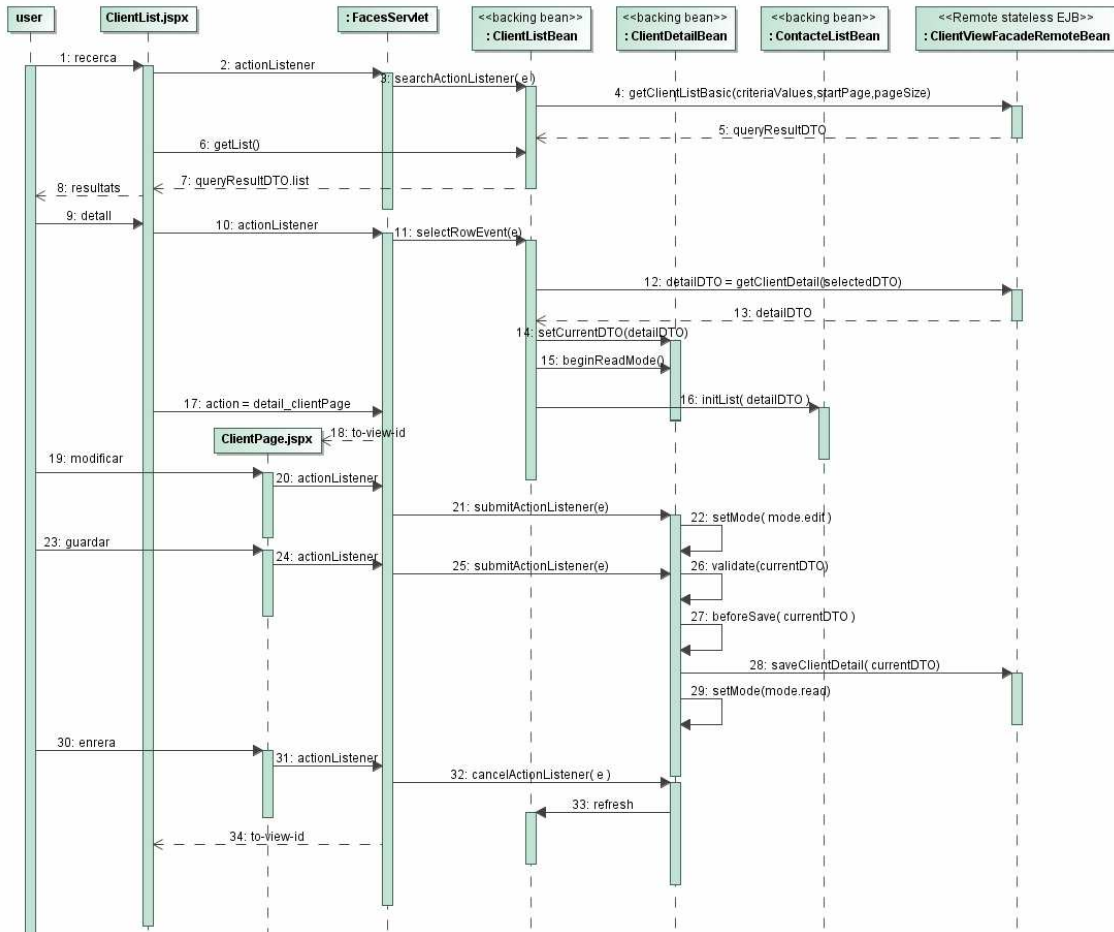 user
ClientList.jspx
: FacesServlet
<<backing bean>>
: ClientListBean
<<backing bean>>
: ClientDetailBean
<<backing bean>>
: ContacteListBean
<<Remote stateless EJB>>
: ClientViewFacadeRemoteBean
1: recerca
2: actionListener
3: searchActionListener( e )
4: getClientListBasic(criteriaValues,startPage,pageSize)
5: queryResultDTO
6: getList()
7: queryResultDTO.list
8: resultats
9: detall
10: actionListener
11: selectRowEvent(e)
12: detailDTO = getClientDetail(selectedDTO)
13: detailDTO
14: setCurrentDTO(detailDTO)
15: beginReadMode()
16: initList( detailDTO )
17: action = detail_clientPage
18: to-view-id
ClientPage.jspx
19: modificar
20: actionListener
21: submitActionListener(e)
22: setMode( mode.edit )
23: guardar
24: actionListener
25: submitActionListener(e)
26: validate(currentDTO)
27: beforeSave( currentDTO )
28: saveClientDetail( currentDTO)
29: setMode(mode.read)
30: enrera
31: actionListener
32: cancelActionListener( e )
33: refresh
34: to-view-id